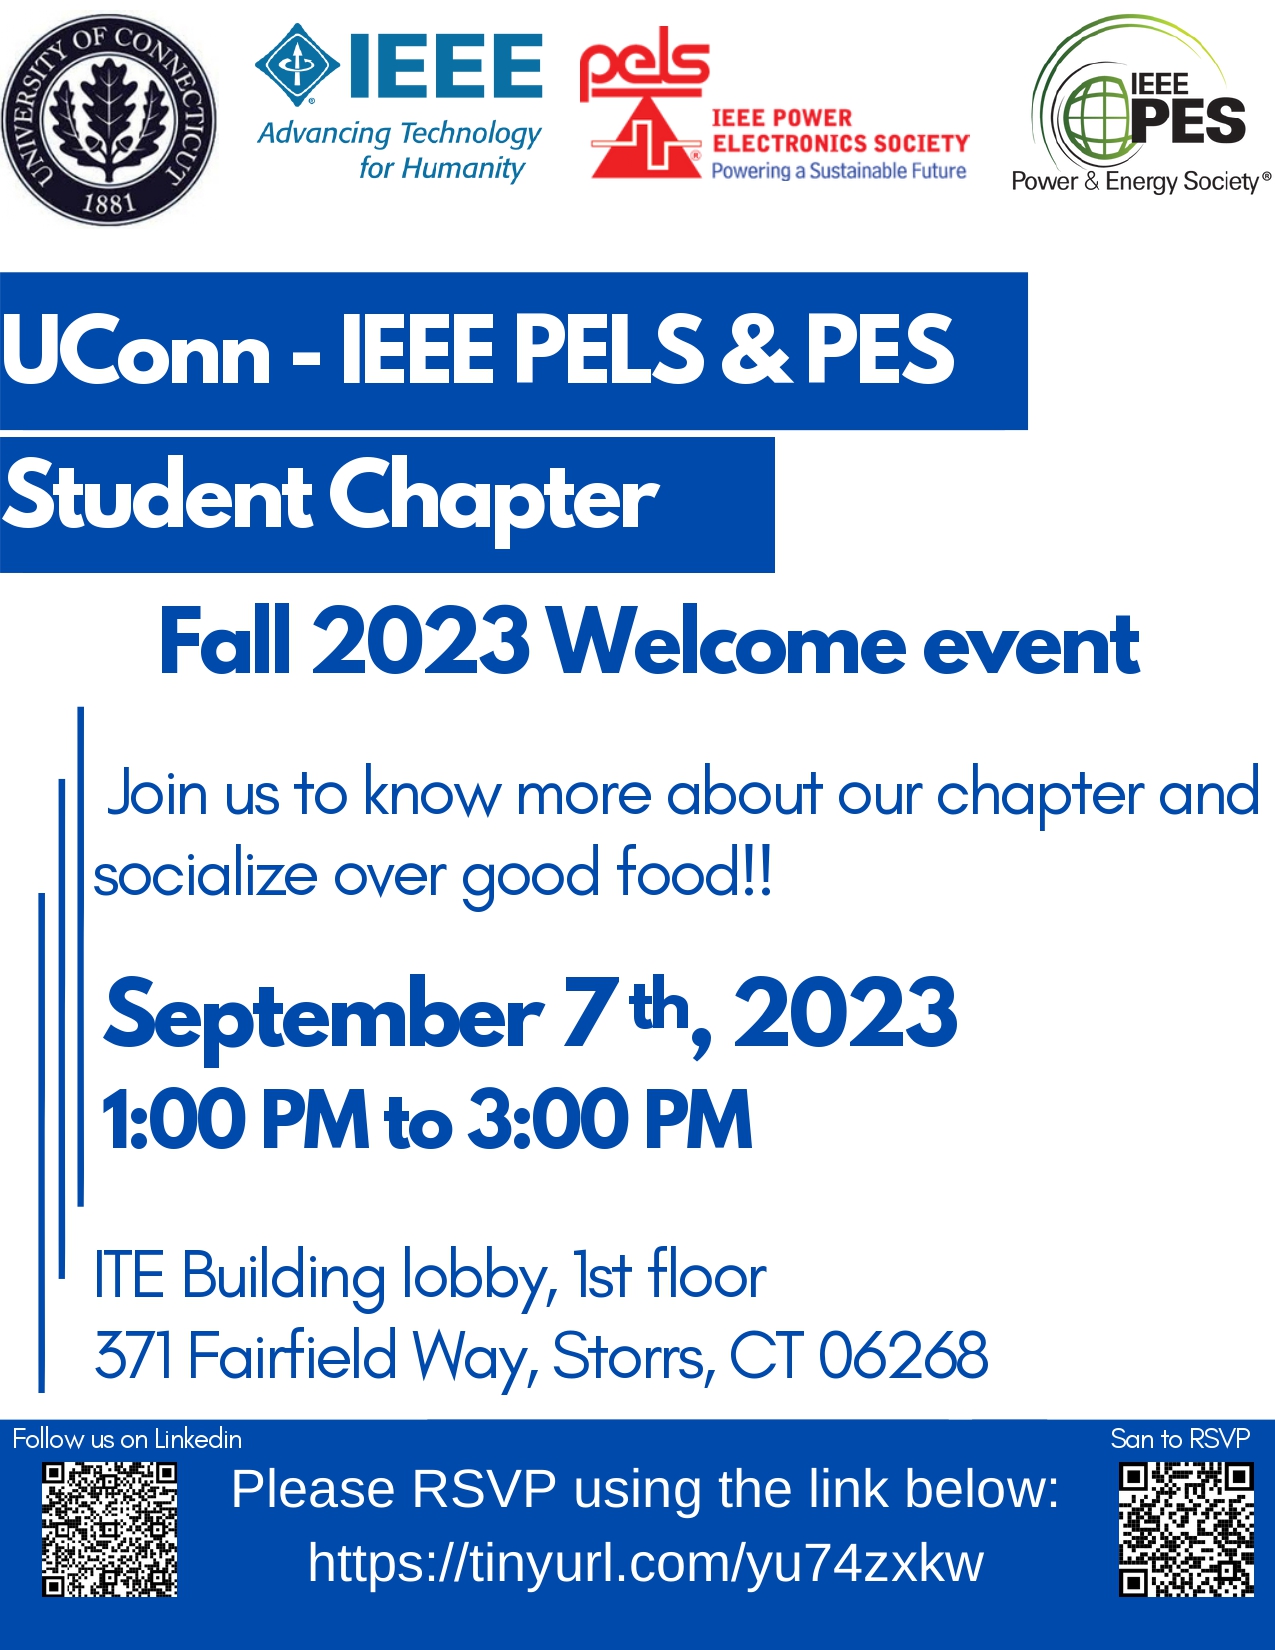 UNIVERSITY OF CONNECTICUT
1881
IEEE
®
Advancing Technology
for Humanity
pels
®
IEEE POWER
ELECTRONICS SOCIETY
Powering a Sustainable Future
IEEE
PES
Power & Energy Society®
UConn - IEEE PELS & PES
Student Chapter
Fall 2023 Welcome event
Join us to know more about our chapter and
socialize over good food!!
September 7 th, 2023
1:00 PM to 3:00 PM
ITE Building lobby, 1st floor
371 Fairfield Way, Storrs, CT 06268
Follow us on Linkedin
San to RSVP
Please RSVP using the link below:
https://tinyurl.com/yu74zxkw